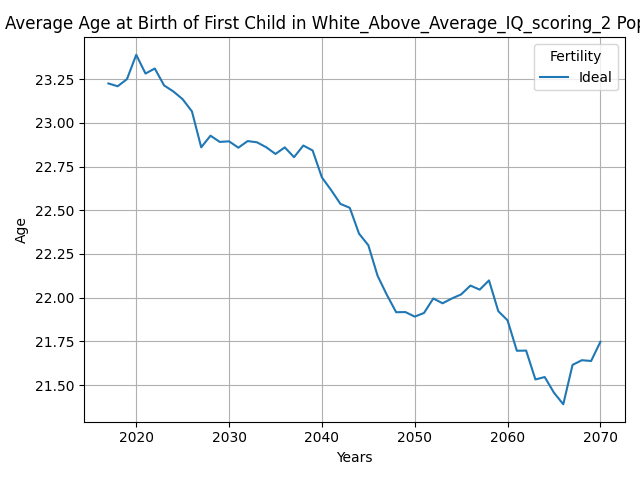 Average Age at Birth of First Child in White_Above_Average_IQ_scoring_2 Pop
Fertility
Ideal
23.25
23.00
22.75
22.50
22.25
22.00
21.75
21.50
Age
2020 2030 2040 2050 2060 2070
Years